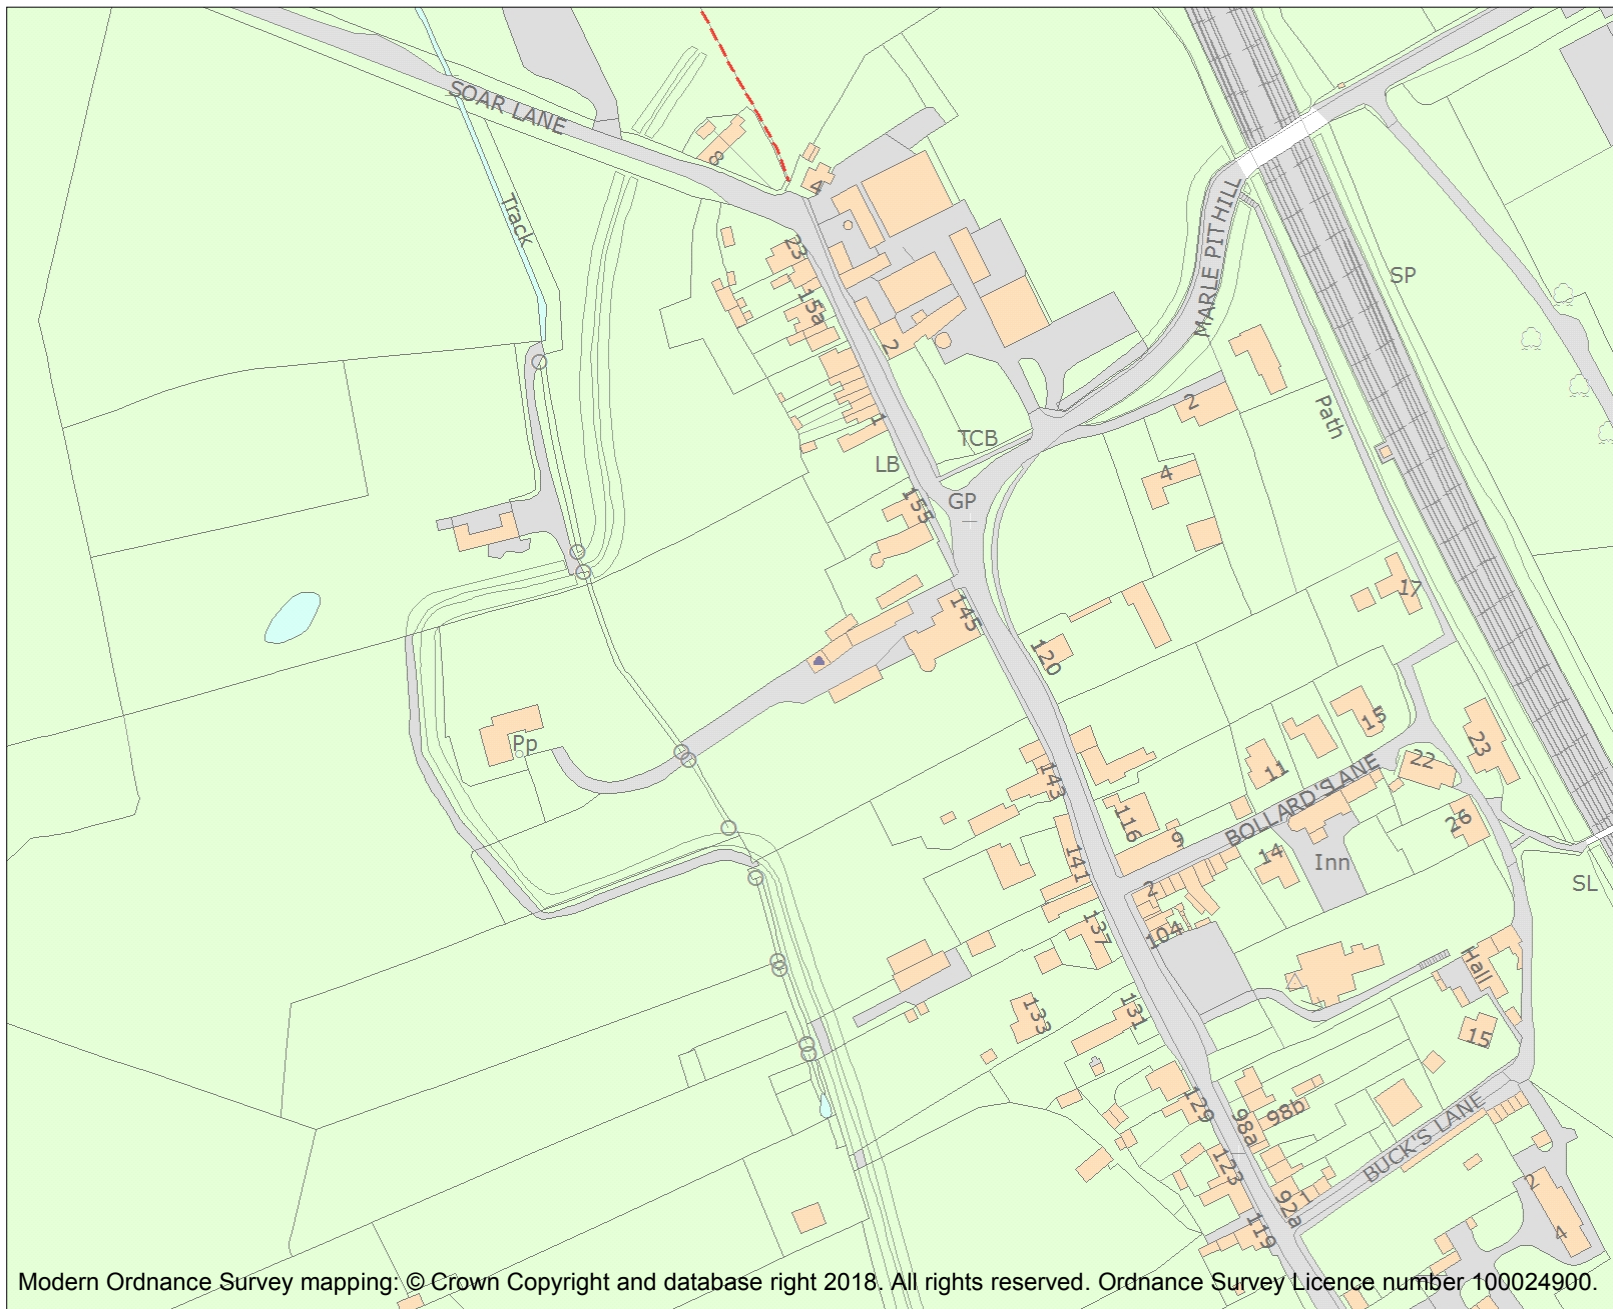 SOAR LANE
8
4
Track
MARLE PIT HILL
23
SP
15a
2
2
Path
1
TCB
LB
4
GP
155
17
145
120
15
Pp
23
22
143
11
BOLLARD'S LANE
116
26
9
141
14
Inn
2
SL
137
104
Hall
133
131
15
129
98b
98a
BUCK'S LANE
123
2
1
92a
119
4
Modern Ordnance Survey mapping: © Crown Copyright and database right 2018. All rights reserved. Ordnance Survey Licence number 100024900.